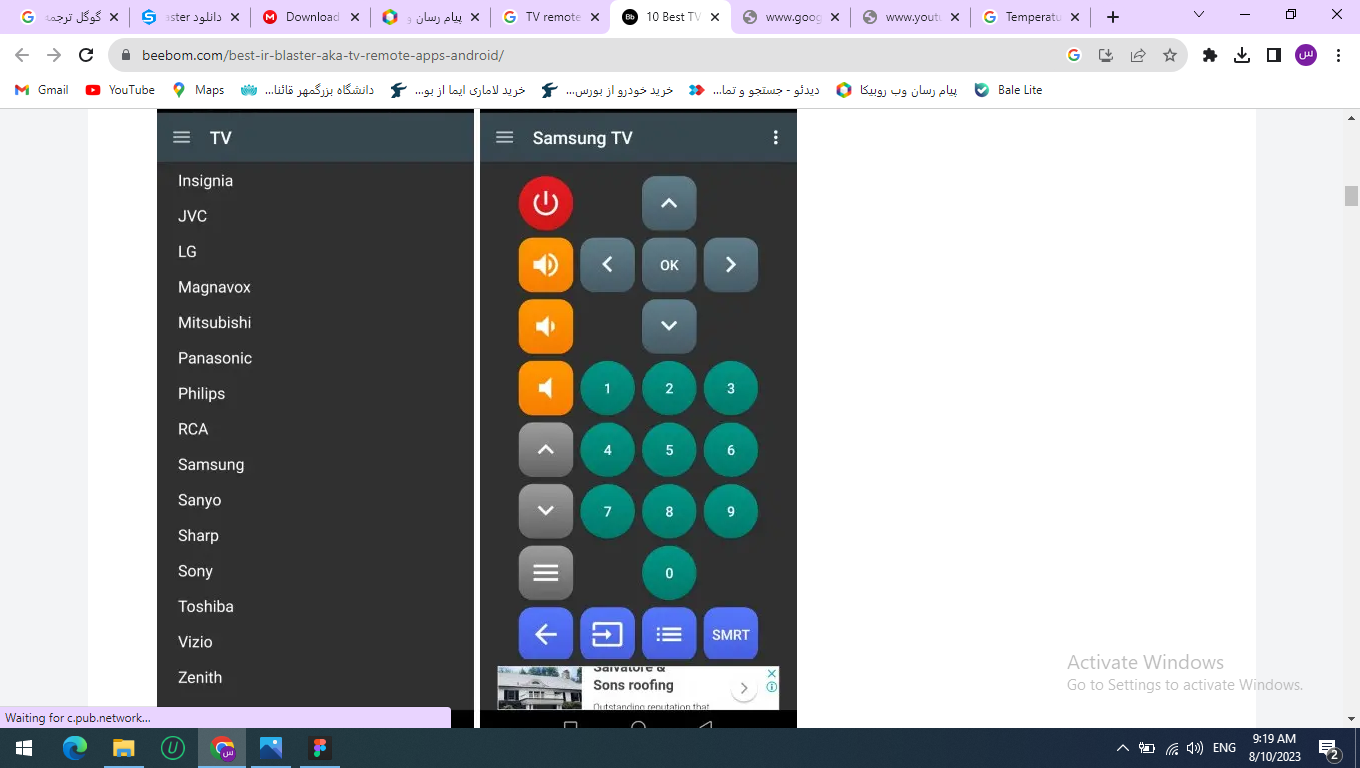 گوگل ترجمه
دانلود aster
Download
پیام رسان و
TV remote
Bb
10 Best TV
www.goog
www.yout
Temperatu
beebom.com/best-ir-blaster-aka-tv-remote-apps-android/
س
Gmail
YouTube
Maps
دانشگاه بزرگمهر قائنا...
خرید لاماری ایما از بو...
خرید خودرو از بورس...
دیدئو - جستجو و تما...
پیام رسان وب روبیکا
Bale Lite
TV
Insignia
JVC
LG
Magnavox
Mitsubishi
Panasonic
Philips
RCA
Samsung
Sanyo
Sharp
Sony
Toshiba
Vizio
Zenith
Samsung TV
OK
1 2 3
4 5 6
7 8 9
0
SMRT
Salvatore &
Sons roofing
Outstanding reputation that
Activate Windows
Go to Settings to activate Windows.
Waiting for c.pub.network...
ENG
9:19 AM
8/10/2023
2